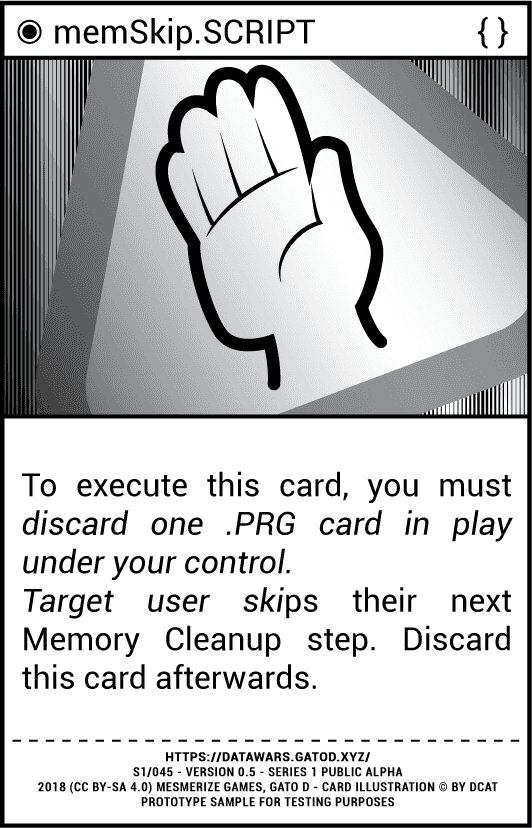 memSkip.SCRIPT { }
To execute this card, you must
discard one .PRG card in play
under your control.
Target user skips their next
Memory Cleanup step. Discard
this card afterwards.
HTTPS://DATAWARS.GATOD.XYZ/
S1/045 - VERSION 0.5 - SERIES 1 PUBLIC ALPHA
2018 (CC BY-SA 4.0) MESMERIZE GAMES, GATO D - CARD ILLUSTRATION © BY DCAT
PROTOTYPE SAMPLE FOR TESTING PURPOSES